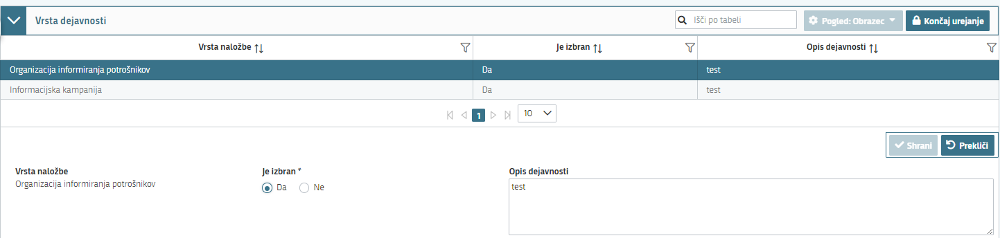 Vrsta dejavnosti
Išči po tabeli
Pogled: Obrazec
Končaj urejanje
Vrsta naložbe
Je izbran
Opis dejavnosti
Organizacija informiranja potrošnikov
Da
test
Informacijska kampanija
Da
test
1
10
Shrani
Prekliči
Vrsta naložbe
Organizacija informiranja potrošnikov
Je izbran *
Da
Ne
Opis dejavnosti
test